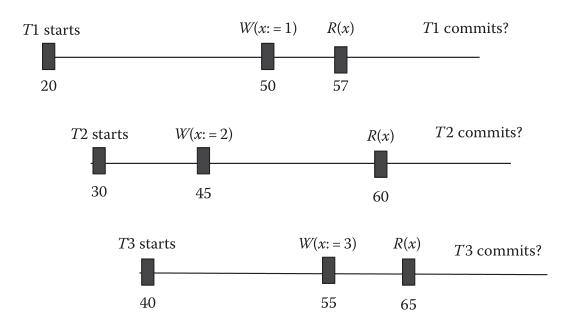 T1 starts W(x: = 1) R(x) T1 commits?
20 50 57
T2 starts W(x: = 2) R(x) T2 commits?
30 45 60
T3 starts W(x: = 3) R(x) T3 commits?
40 55 65